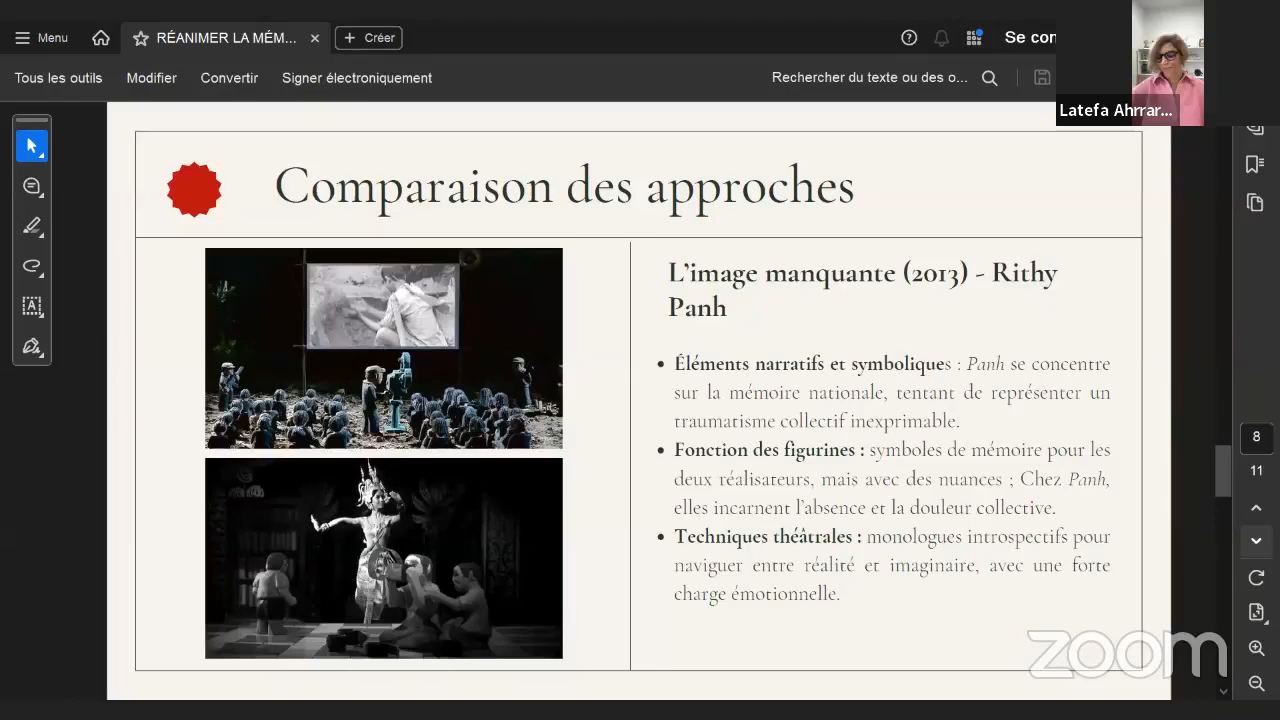 Menu
RÉANIMER LA MÉM...
Créer
Se con
Tous les outils
Modifier
Convertir
Signer électroniquement
Rechercher du texte ou des o...
Latefa Ahrrar...
Comparaison des approches
L'image manquante (2013) - Rithy
Panh
Éléments narratifs et symboliques : Panh se concentre
sur la mémoire nationale, tentant de représenter un
traumatisme collectif inexprimable.
Fonction des figurines : symboles de mémoire pour les
deux réalisateurs, mais avec des nuances ; Chez Panh,
elles incarnent l'absence et la douleur collective.
Techniques théâtrales : monologues introspectifs pour
naviguer entre réalité et imaginaire, avec une forte
charge émotionnelle.
8
11
zoom